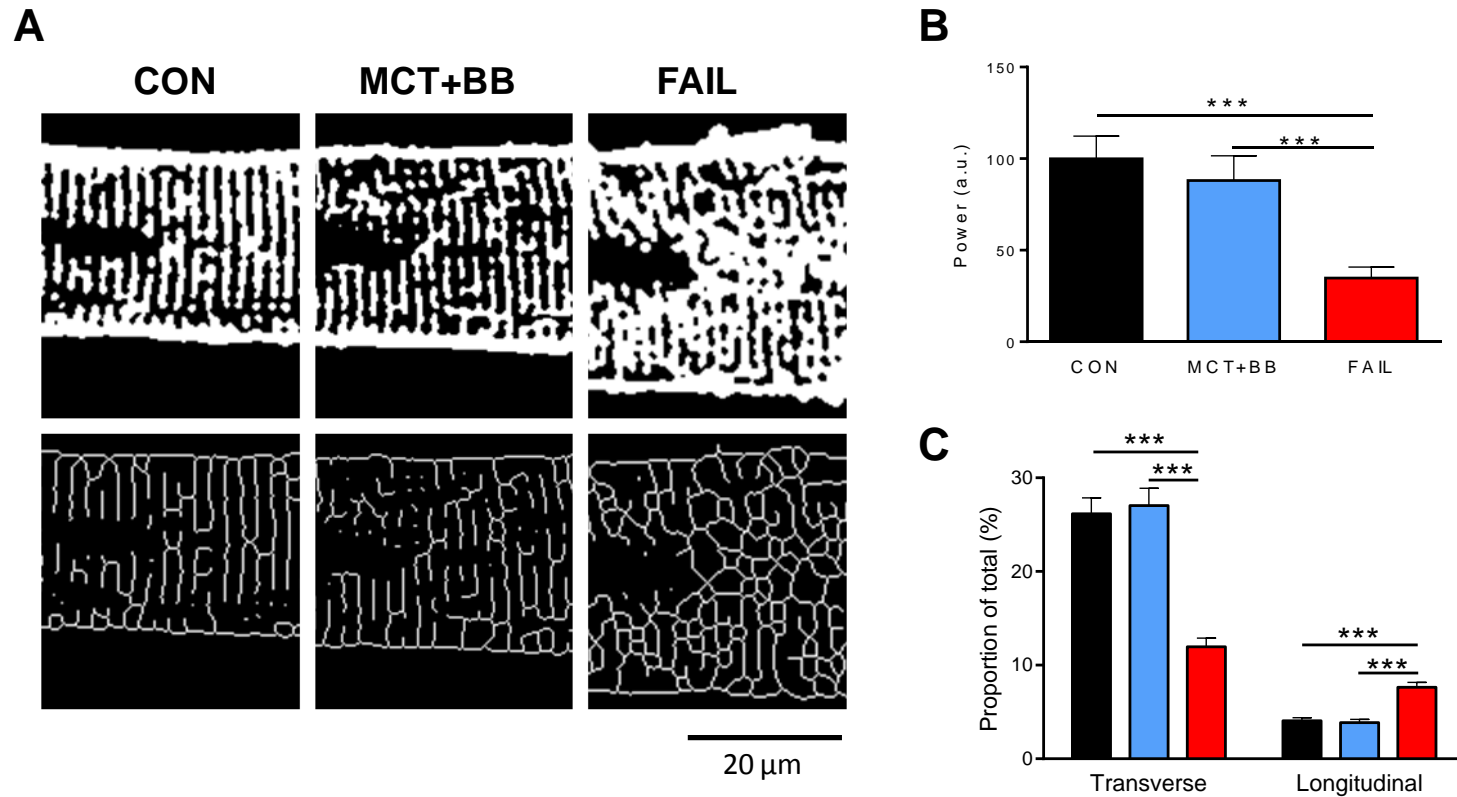 A
CON
MCT+BB
FAIL
20 µm
B
150
100
50
0
Power (a.u.)
***
***
CON
MCT+BB
FAIL
C
30
20
10
0
Proportion of total (%)
***
***
***
***
Transverse
Longitudinal